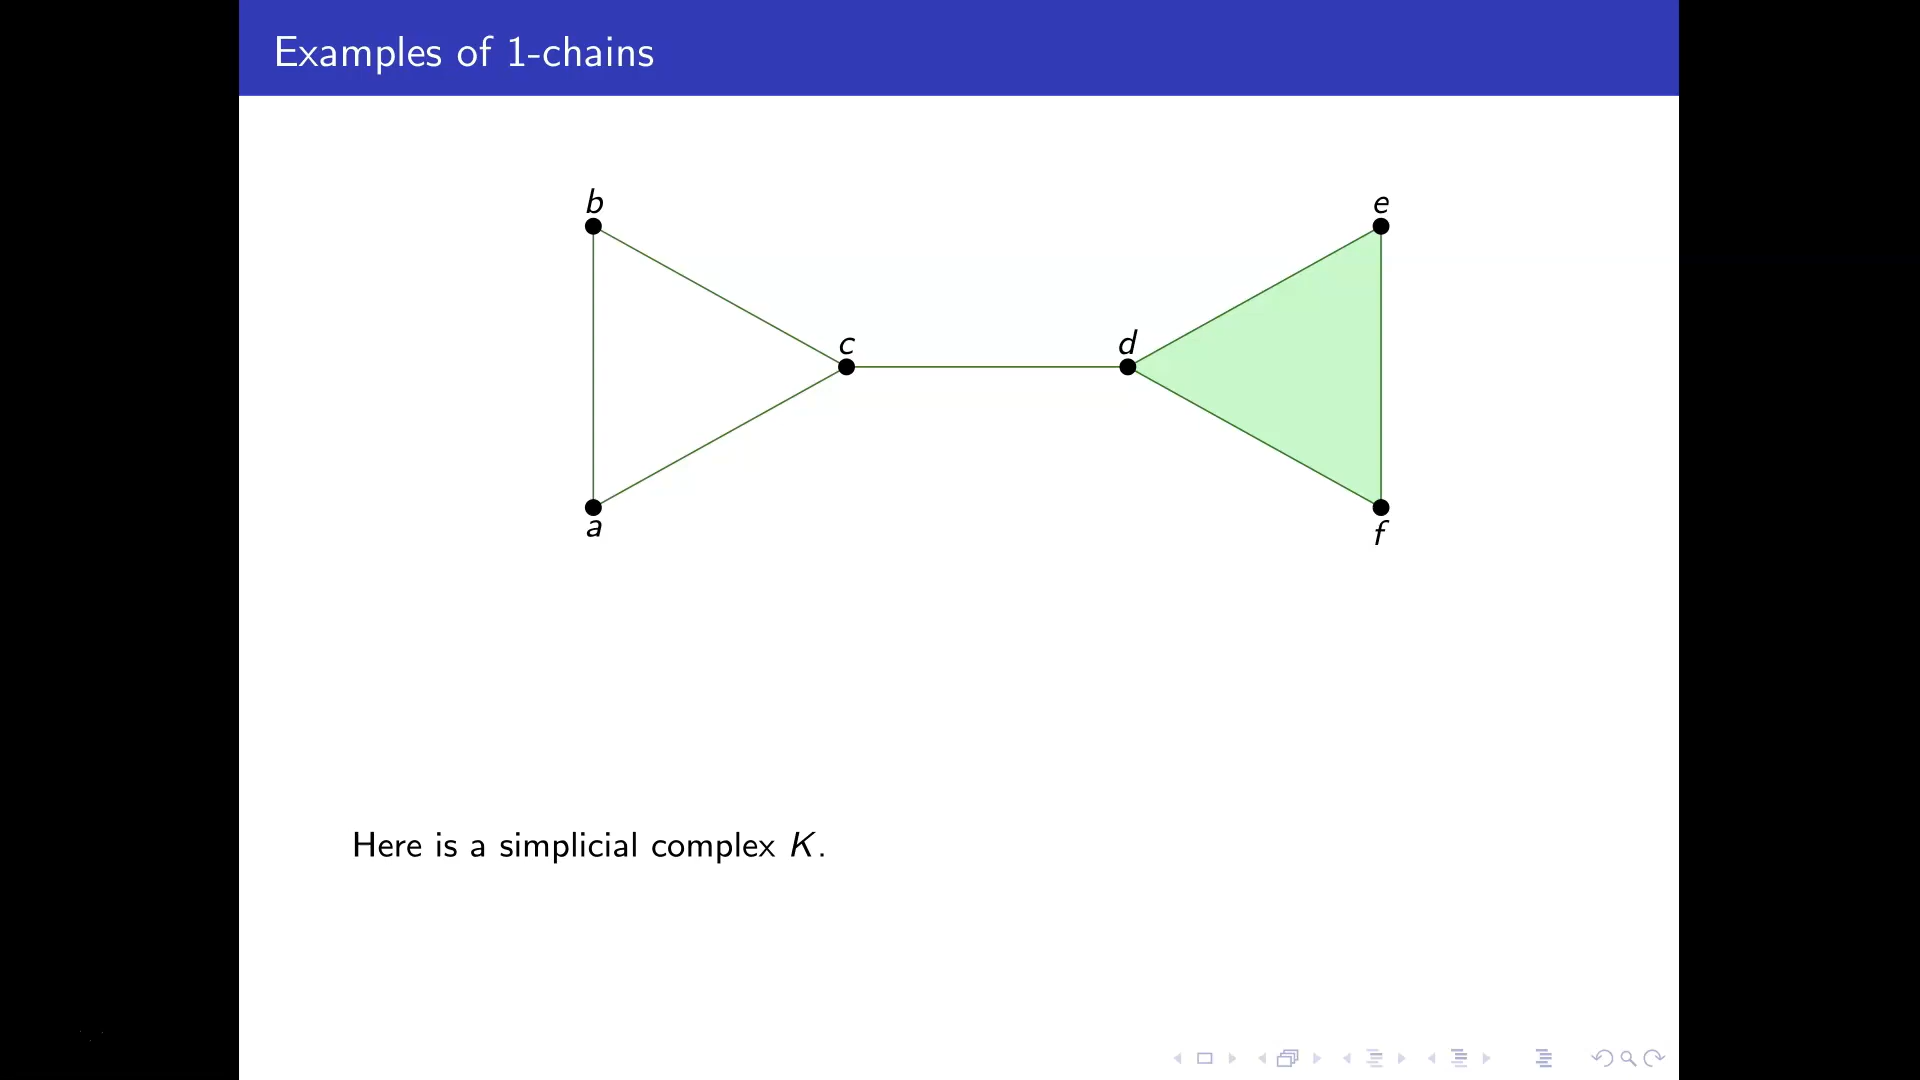 Examples of 1-chains
b
e
c
d
a
f
Here is a simplicial complex K.